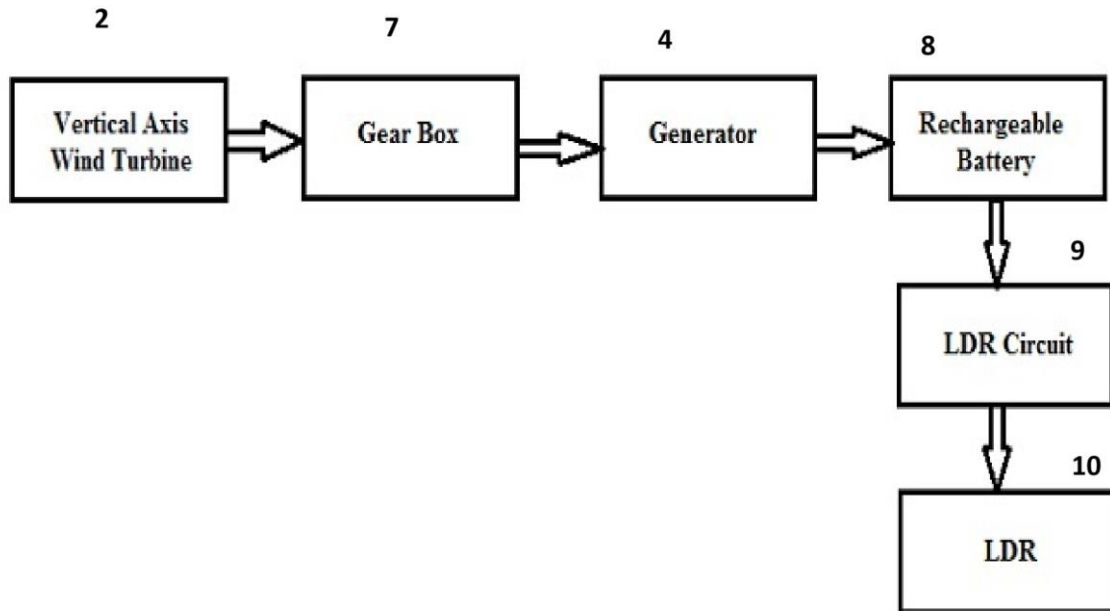 2
7
4
8
Vertical Axis
Wind Turbine
Gear Box
Generator
Rechargeable
Battery
9
LDR Circuit
10
LDR